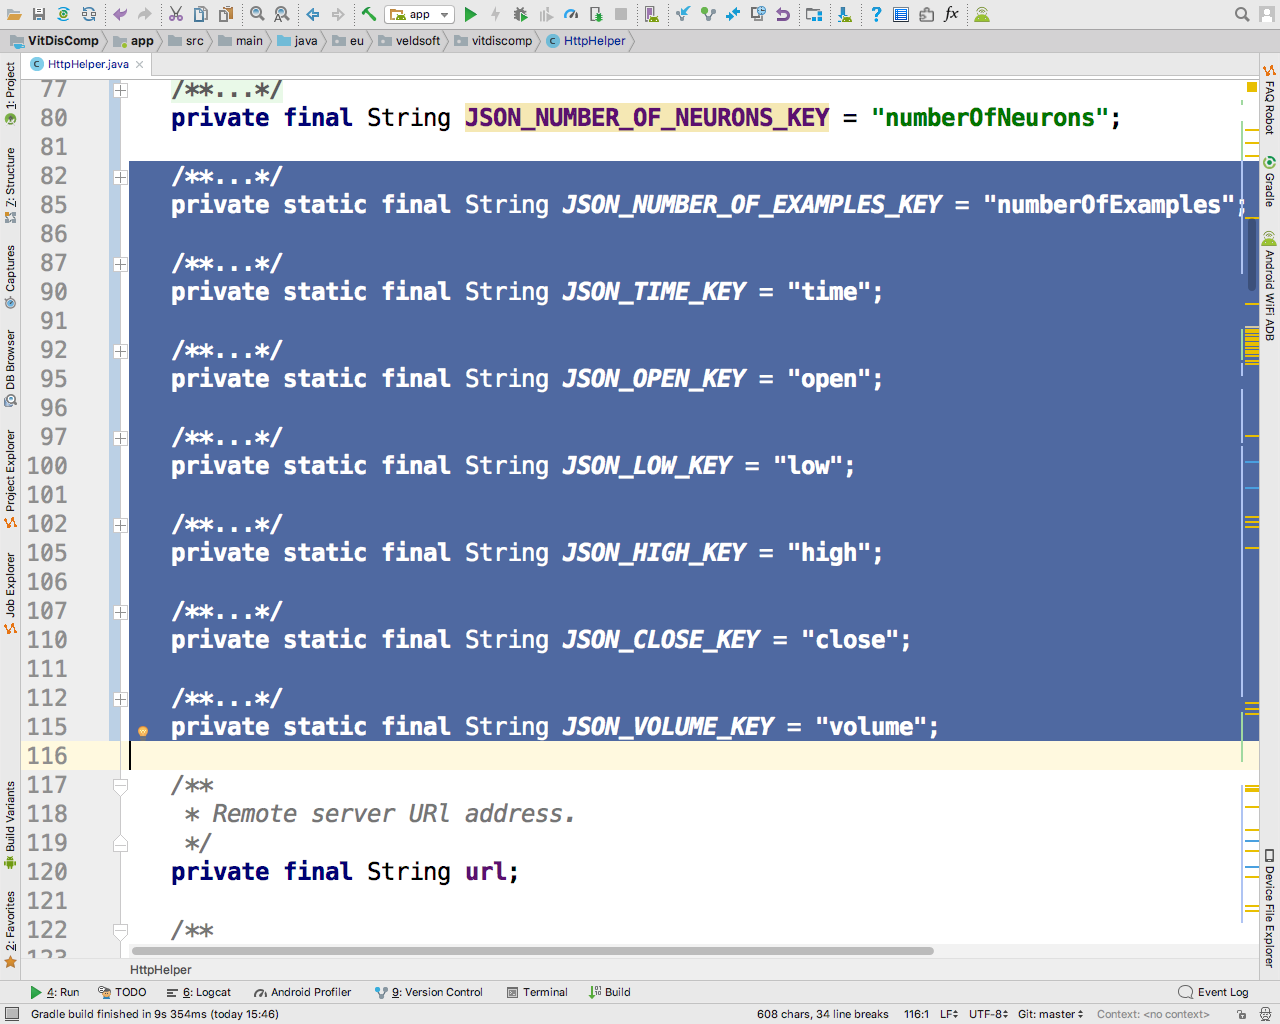 app
VitDisComp app src main java eu veldsoft vitdiscomp HttpHelper
HttpHelper.java
77 /**...*/
80 private final String JSON_NUMBER_OF_NEURONS_KEY = "numberOfNeurons";
81
82 /**...*/
85 private static final String JSON_NUMBER_OF_EXAMPLES_KEY = "numberOfExamples";
86
87 /**...*/
90 private static final String JSON_TIME_KEY = "time";
91
92 /**...*/
95 private static final String JSON_OPEN_KEY = "open";
96
97 /**...*/
100 private static final String JSON_LOW_KEY = "low";
101
102 /**...*/
105 private static final String JSON_HIGH_KEY = "high";
106
107 /**...*/
110 private static final String JSON_CLOSE_KEY = "close";
111
112 /**...*/
115 private static final String JSON_VOLUME_KEY = "volume";
116
117 /**
118 * Remote server URl address.
119 */
120 private final String url;
121
122 /**
123
1: Project
7: Structure
Captures
DB Browser
Project Explorer
Job Explorer
Build Variants
2: Favorites
FAQ Robot
Gradle
Android WiFi ADB
Device File Explorer
HttpHelper
4: Run TODO 6: Logcat Android Profiler 9: Version Control Terminal Build Event Log
Gradle build finished in 9s 354ms (today 15:46) 608 chars, 34 line breaks 116:1 LF UTF-8 Git: master Context: <no context>